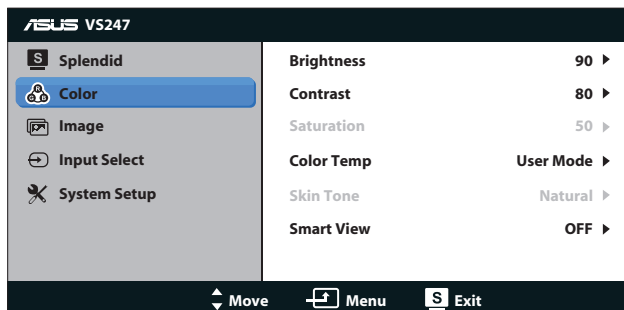 ASUS VS247
S Splendid
Color
Image
Input Select
System Setup
Brightness 90
Contrast 80
Saturation 50
Color Temp User Mode
Skin Tone Natural
Smart View OFF
Move Menu S Exit